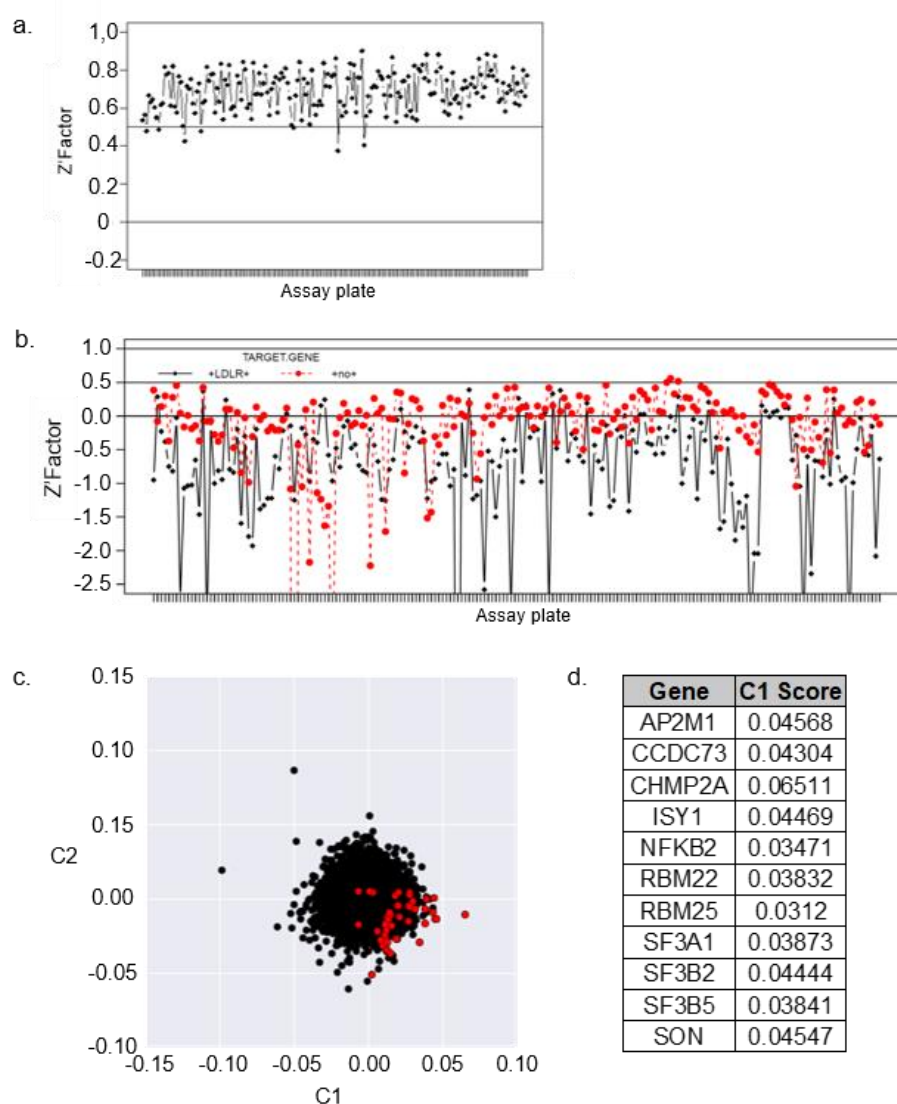 a.
1,0
0.8
0.6
0.4
0.2
0
-0.2
Z'Factor
Assay plate
b.
1.0
0.5
0.0
-0.5
-1.0
-1.5
-2.0
-2.5
Z'Factor
TARGET.GENE
+LDLR+ +no+
Assay plate
c.
0.15
0.10
0.15
0.00
-0.05
-0.10
C2
-0.15 -0.10 -0.05 0.00 0.05 0.10
C1
d.
Gene C1 Score
AP2M1 0.04568
CCDC73 0.04304
CHMP2A 0.06511
ISY1 0.04469
NFKB2 0.03471
RBM22 0.03832
RBM25 0.0312
SF3A1 0.03873
SF3B2 0.04444
SF3B5 0.03841
SON 0.04547